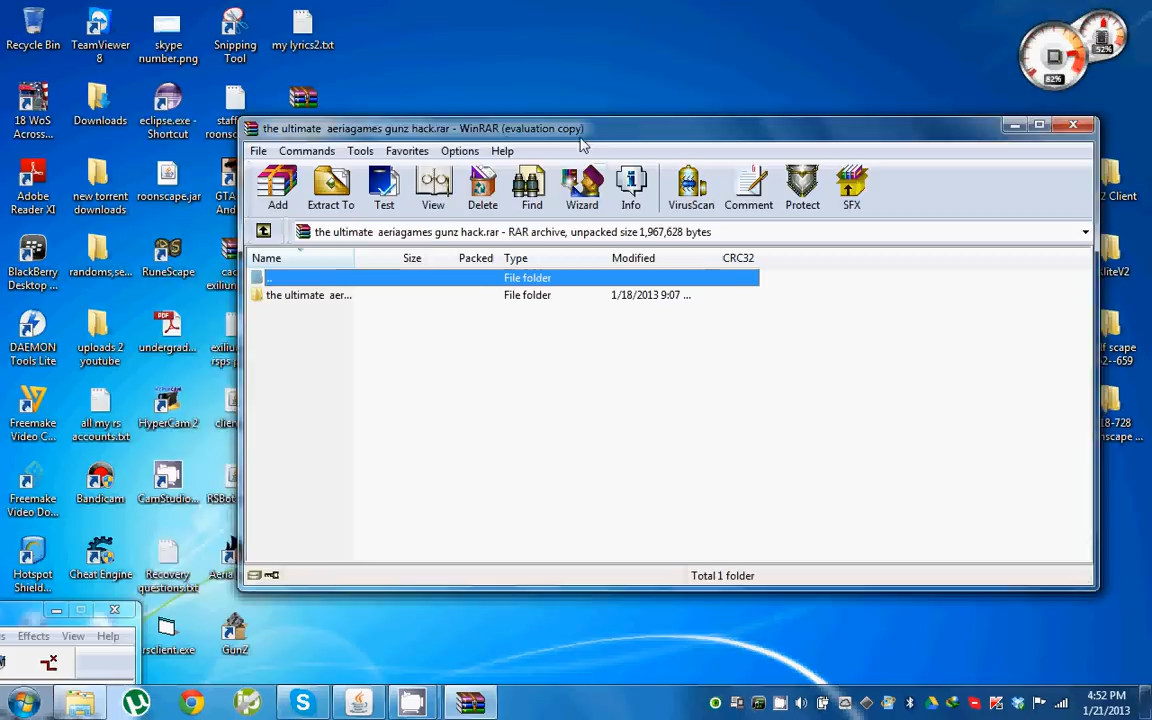 Recycle Bin
TeamViewer
8
skype
number.png
Snipping
Tool
my lyrics2.txt
52%
82%
18 WoS
Across...
Downloads
eclipse.exe -
Shortcut
Adobe
Reader XI
new torrent
downloads
roonscape.jar
BlackBerry
Desktop ...
randoms,se...
RuneScape
DAEMON
Tools Lite
uploads 2
youtube
undergrad...
Freemake
Video C...
all my rs
accounts.txt
HyperCam 2
Freemake
Video Do...
Bandicam
CamStudio...
RSBot
Hotspot
Shield...
Cheat Engine
Recovery
questions.txt
rsclient.exe
GunZ
the ultimate  aeriagames gunz hack.rar - WinRAR (evaluation copy)
File Commands Tools Favorites Options Help
Add Extract To Test View Delete Find Wizard Info VirusScan Comment Protect SFX
the ultimate  aeriagames gunz hack.rar - RAR archive, unpacked size 1,967,628 bytes
Name Size Packed Type Modified CRC32
.. File folder
the ultimate  aer... File folder 1/18/2013 9:07 ...
Total 1 folder
2 Client
Effects View Help
4:52 PM
1/21/2013